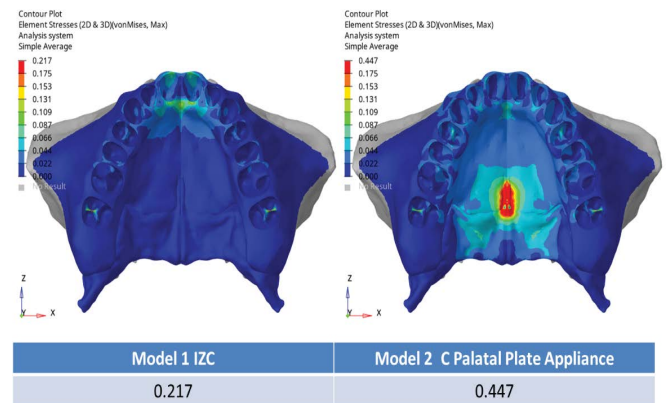 Contour Plot
Element Stresses (2D & 3D)(vonMises, Max)
Analysis system
Simple Average
0.217
0.175
0.153
0.131
0.109
0.087
0.066
0.044
0.022
0.000
No Result
Z
Y
X
Contour Plot
Element Stresses (2D & 3D)(vonMises, Max)
Analysis system
Simple Average
0.447
0.175
0.153
0.131
0.109
0.087
0.066
0.044
0.022
0.000
No Result
Z
Y
X
Model 1 IZC
Model 2 C Palatal Plate Appliance
0.217
0.447